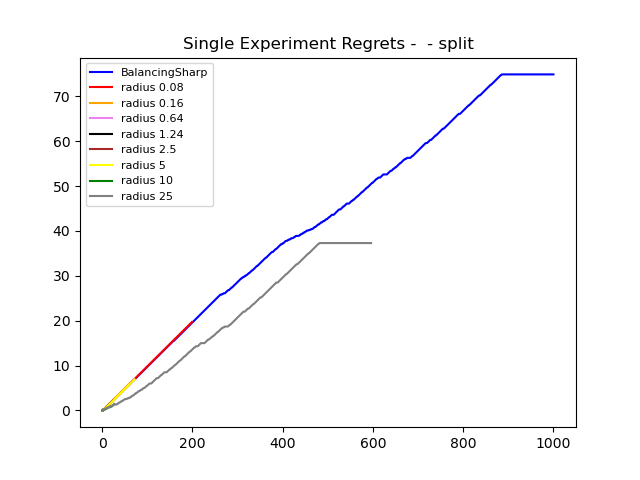 Single Experiment Regrets -  - split
BalancingSharp
radius 0.08
radius 0.16
radius 0.64
radius 1.24
radius 2.5
radius 5
radius 10
radius 25
70
60
50
40
30
20
10
0
0 200 400 600 800 1000